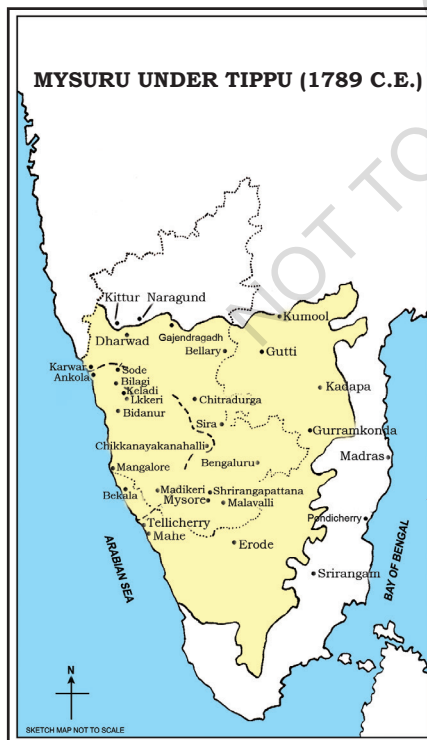 MYSURU UNDER TIPPU (1789 C.E.)
NOT TO
Kittur
Naragund
Kumool
Dharwad
Gajendragadh
Bellary
Gutti
Karwar
Ankola
Sode
Bilagi
Keladi
Lkkeri
Bidanur
Chitradurga
Kadapa
Sira
Gurramkonda
Chikkanayakanahalli
Madras
Bengaluru
Mangalore
Bekala
Madikeri
Shrirangapattana
Mysore
Malavalli
Pondicherry
Tellicherry
Mahe
Erode
Srirangam
ARABIAN SEA
BAY OF BENGAL
N
SKETCH MAP NOT TO SCALE